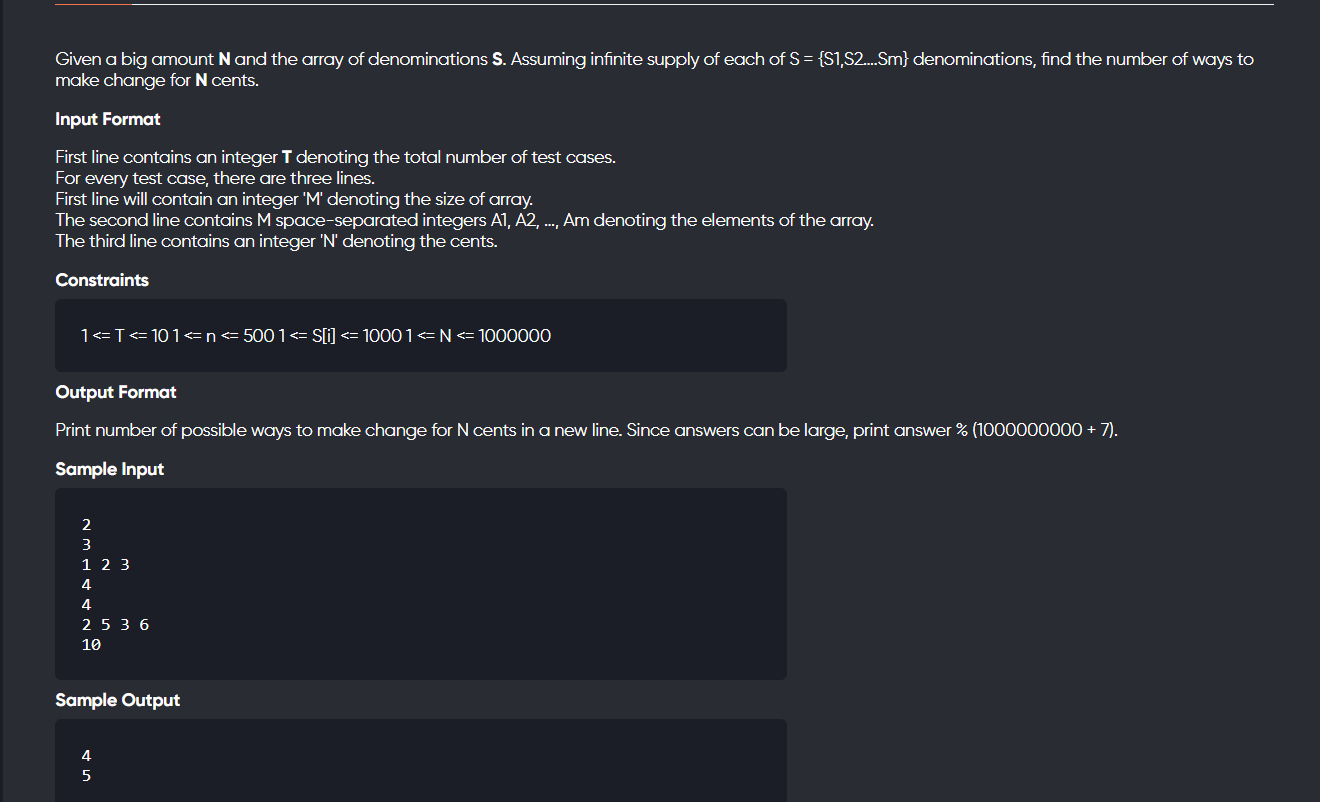 Given a big amount N and the array of denominations S. Assuming infinite supply of each of S = {S1,S2....Sm} denominations, find the number of ways to
make change for N cents.
Input Format
First line contains an integer T denoting the total number of test cases.
For every test case, there are three lines.
First line will contain an integer 'M' denoting the size of array.
The second line contains M space-separated integers A1, A2, ..., Am denoting the elements of the array.
The third line contains an integer 'N' denoting the cents.
Constraints
1 <= T <= 10 1 <= n <= 500 1 <= S[i] <= 1000 1 <= N <= 1000000
Output Format
Print number of possible ways to make change for N cents in a new line. Since answers can be large, print answer % (1000000000 + 7).
Sample Input
2
3
1 2 3
4
4
2 5 3 6
10
Sample Output
4
5